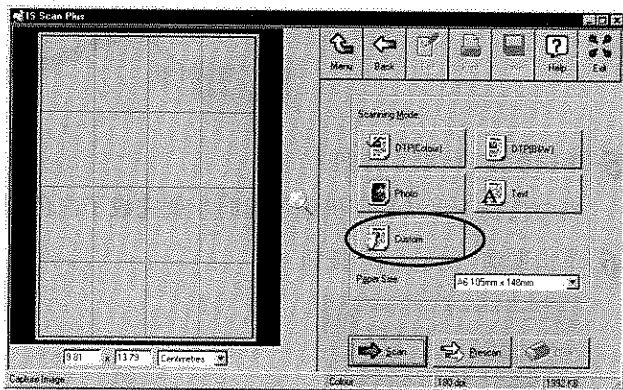 IS Scan Plus
Menu Back Help Exit
Scanning Mode
DTP(Colour) DTP(B&W)
Photo Text
Custom
Paper Size A6 105mm x 148mm
9.81 x 13.79 Centimetres
Scan Prescan
Capture Image Colour 180 dpi 1992 KB